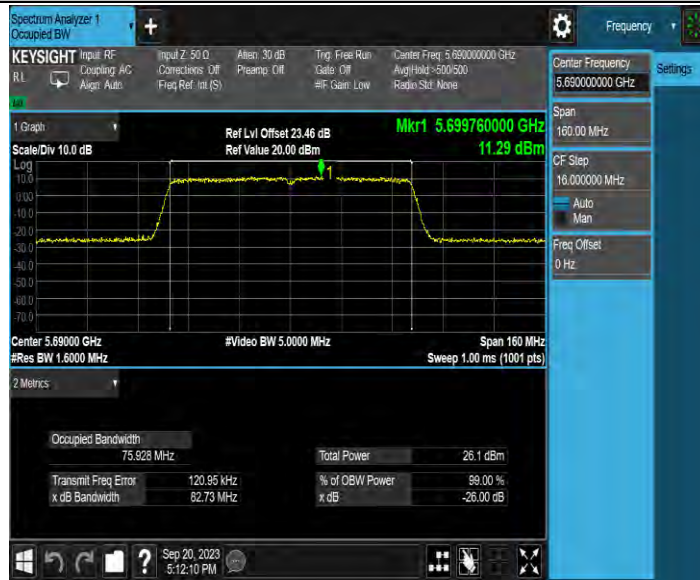 Spectrum Analyzer 1
Occupied BW
Frequency
KEYSIGHT Input: RF Input Z: 50 Ω Atten: 30 dB Trig: Free Run Center Freq: 5.690000000 GHz
RL Coupling: AC Corrections: Off Preamp: Off Gate: Off Avg|Hold:>500/500
Align: Auto Freq Ref: Int (S) #IF Gain: Low Radio Std: None
Center Frequency
5.690000000 GHz
Settings
Span
160.00 MHz
CF Step
16.000000 MHz
Auto
Man
Freq Offset
0 Hz
1 Graph
Ref Lvl Offset 23.46 dB Mkr1 5.699760000 GHz
Scale/Div 10.0 dB Ref Value 20.00 dBm 11.29 dBm
Log
10.0
0.00
-10.0
-20.0
-30.0
-40.0
-50.0
-60.0
-70.0
1
Center 5.69000 GHz #Video BW 5.0000 MHz Span 160 MHz
#Res BW 1.6000 MHz Sweep 1.00 ms (1001 pts)
2 Metrics
Occupied Bandwidth
75.928 MHz Total Power 26.1 dBm
Transmit Freq Error 120.95 kHz % of OBW Power 99.00 %
x dB Bandwidth 82.73 MHz x dB -26.00 dB
?
Sep 20, 2023
5:12:10 PM